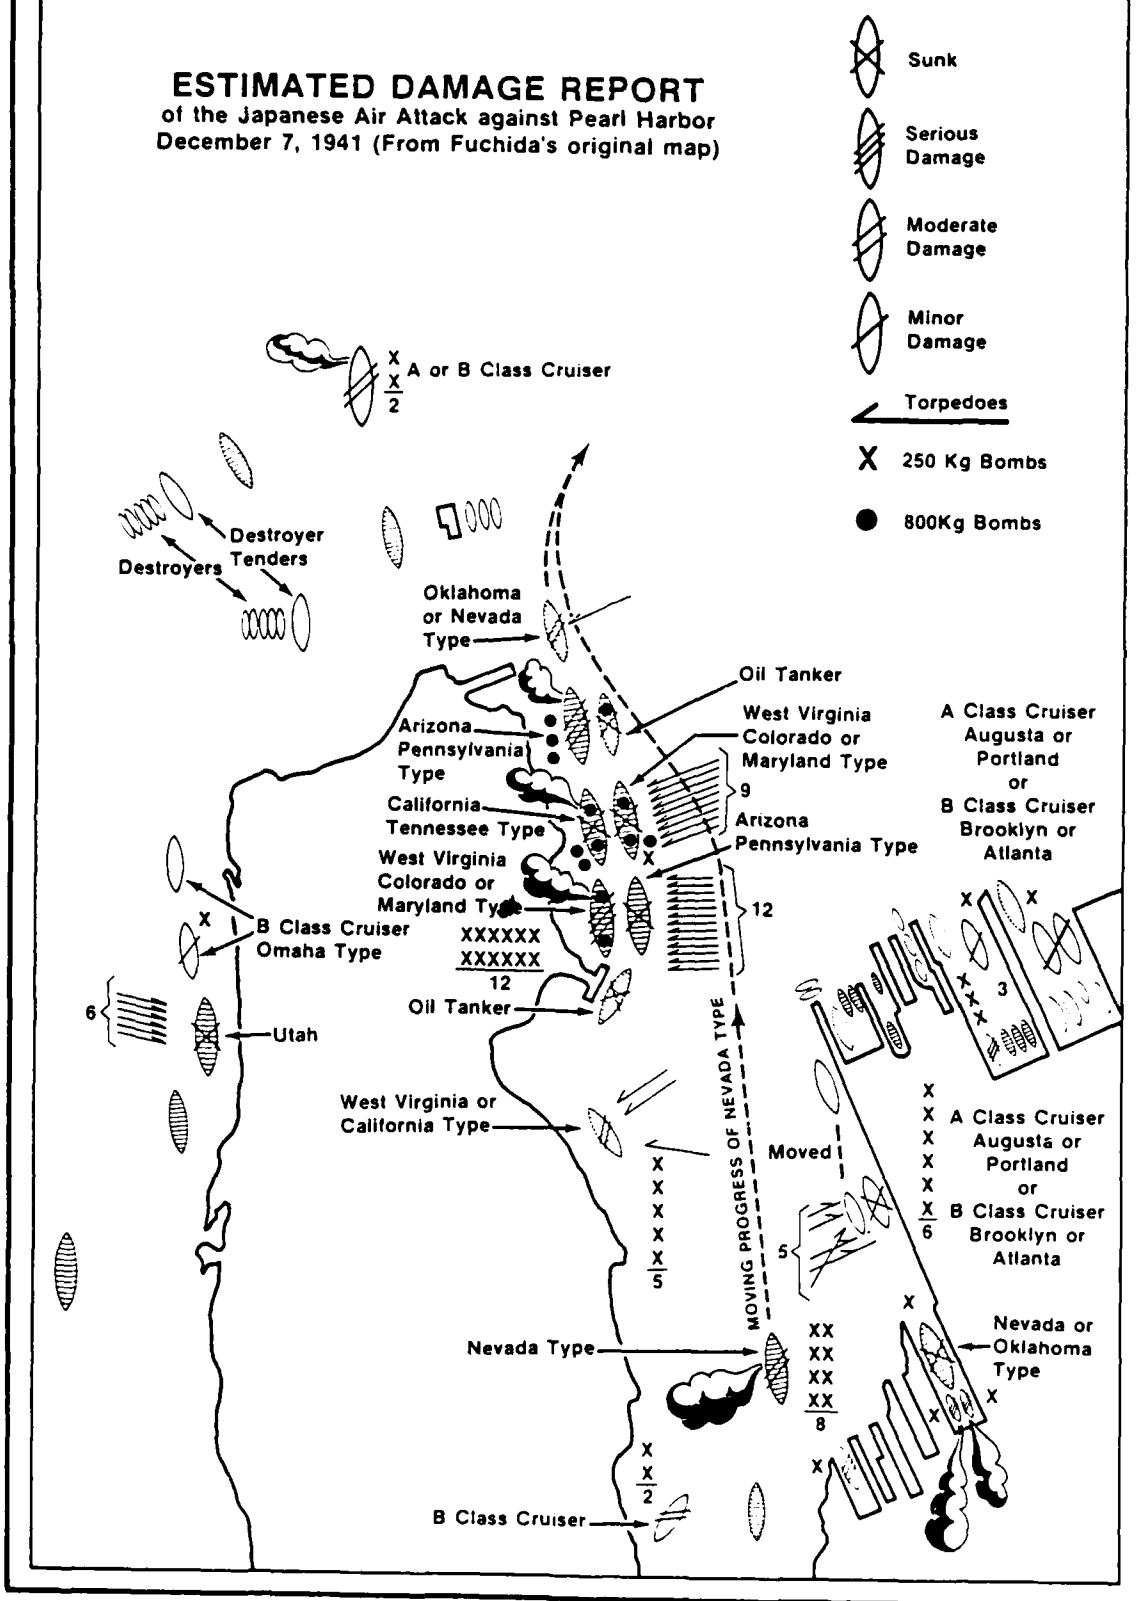 ESTIMATED DAMAGE REPORT
of the Japanese Air Attack against Pearl Harbor
December 7, 1941 (From Fuchida's original map)
Sunk
Serious
Damage
Moderate
Damage
Minor
Damage
Torpedoes
X 250 Kg Bombs
800Kg Bombs
X
X
2
A or B Class Cruiser
Destroyer
Tenders
Destroyers
Oklahoma
or Nevada
Type
Oil Tanker
West Virginia
Colorado or
Maryland Type
A Class Cruiser
Augusta or
Portland
or
B Class Cruiser
Brooklyn or
Atlanta
Arizona
Pennsylvania
Type
9
California
Tennessee Type
Arizona
Pennsylvania Type
X
West Virginia
Colorado or
Maryland Type
12
XXXXXX
XXXXXX
12
X
B Class Cruiser
Omaha Type
Oil Tanker
6
Utah
X
X
X
X
X
3
MOVING PROGRESS OF NEVADA TYPE
West Virginia or
California Type
X
X
X
X
X
5
Moved
5
X
X
X
X
X
X
6
A Class Cruiser
Augusta or
Portland
or
B Class Cruiser
Brooklyn or
Atlanta
Nevada Type
XX
XX
XX
XX
8
X
Nevada or
Oklahoma
Type
X
X
X
X
X
2
B Class Cruiser